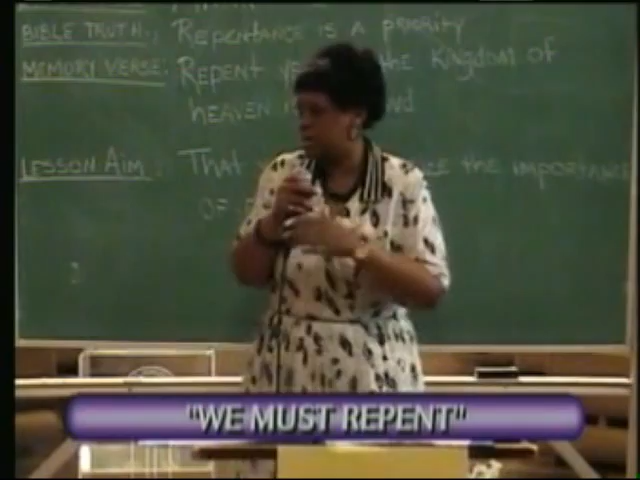 BIBLE TRUTH: Repentance is a priority
MEMORY VERSE: Repent the Kingdom of
heaven
LESSON AIM: That the importance
OF
"WE MUST REPENT"